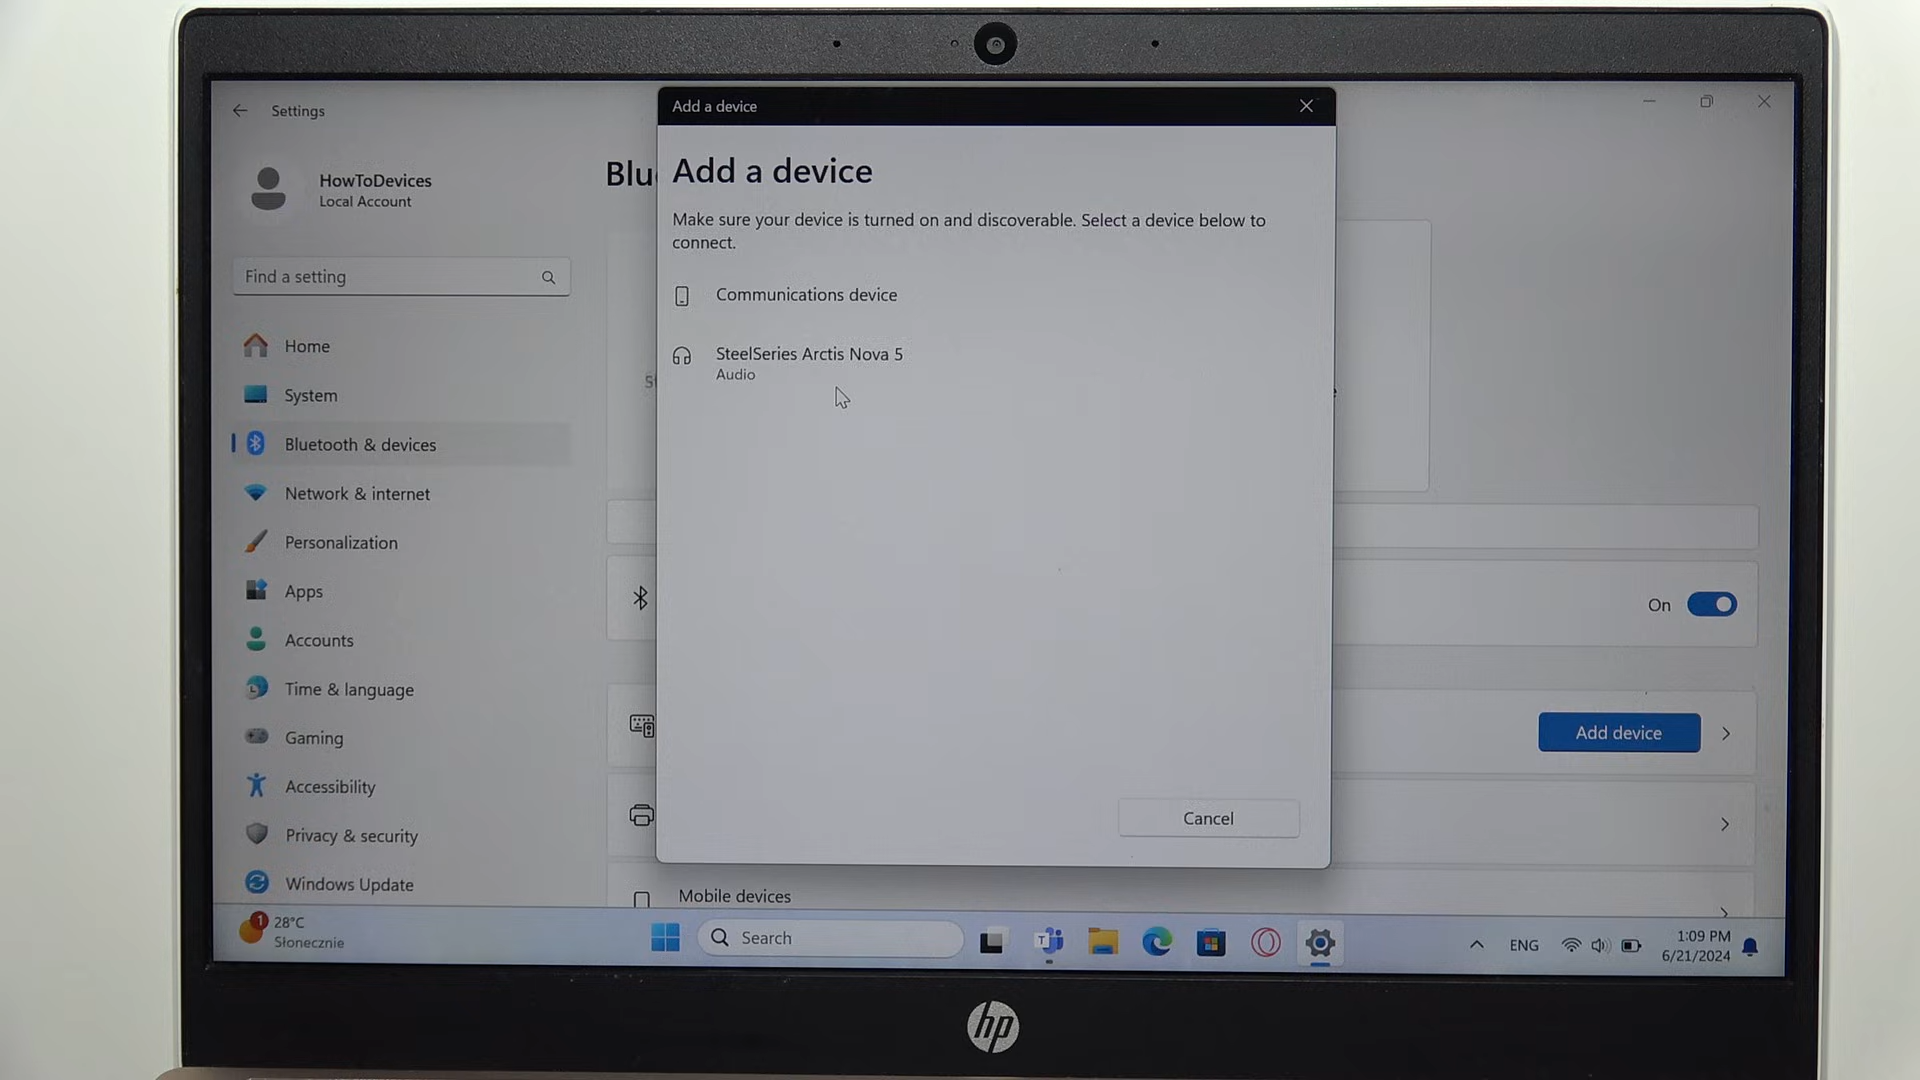 Settings
HowToDevices
Local Account
Find a setting
Home
System
Bluetooth & devices
Network & internet
Personalization
Apps
Accounts
Time & language
Gaming
Accessibility
Privacy & security
Windows Update
Blu
Add a device
Add a device
Make sure your device is turned on and discoverable. Select a device below to
connect.
Communications device
SteelSeries Arctis Nova 5
Audio
Cancel
On
Add device
Mobile devices
1
28°C
Słonecznie
Search
ENG
1:09 PM
6/21/2024
hp